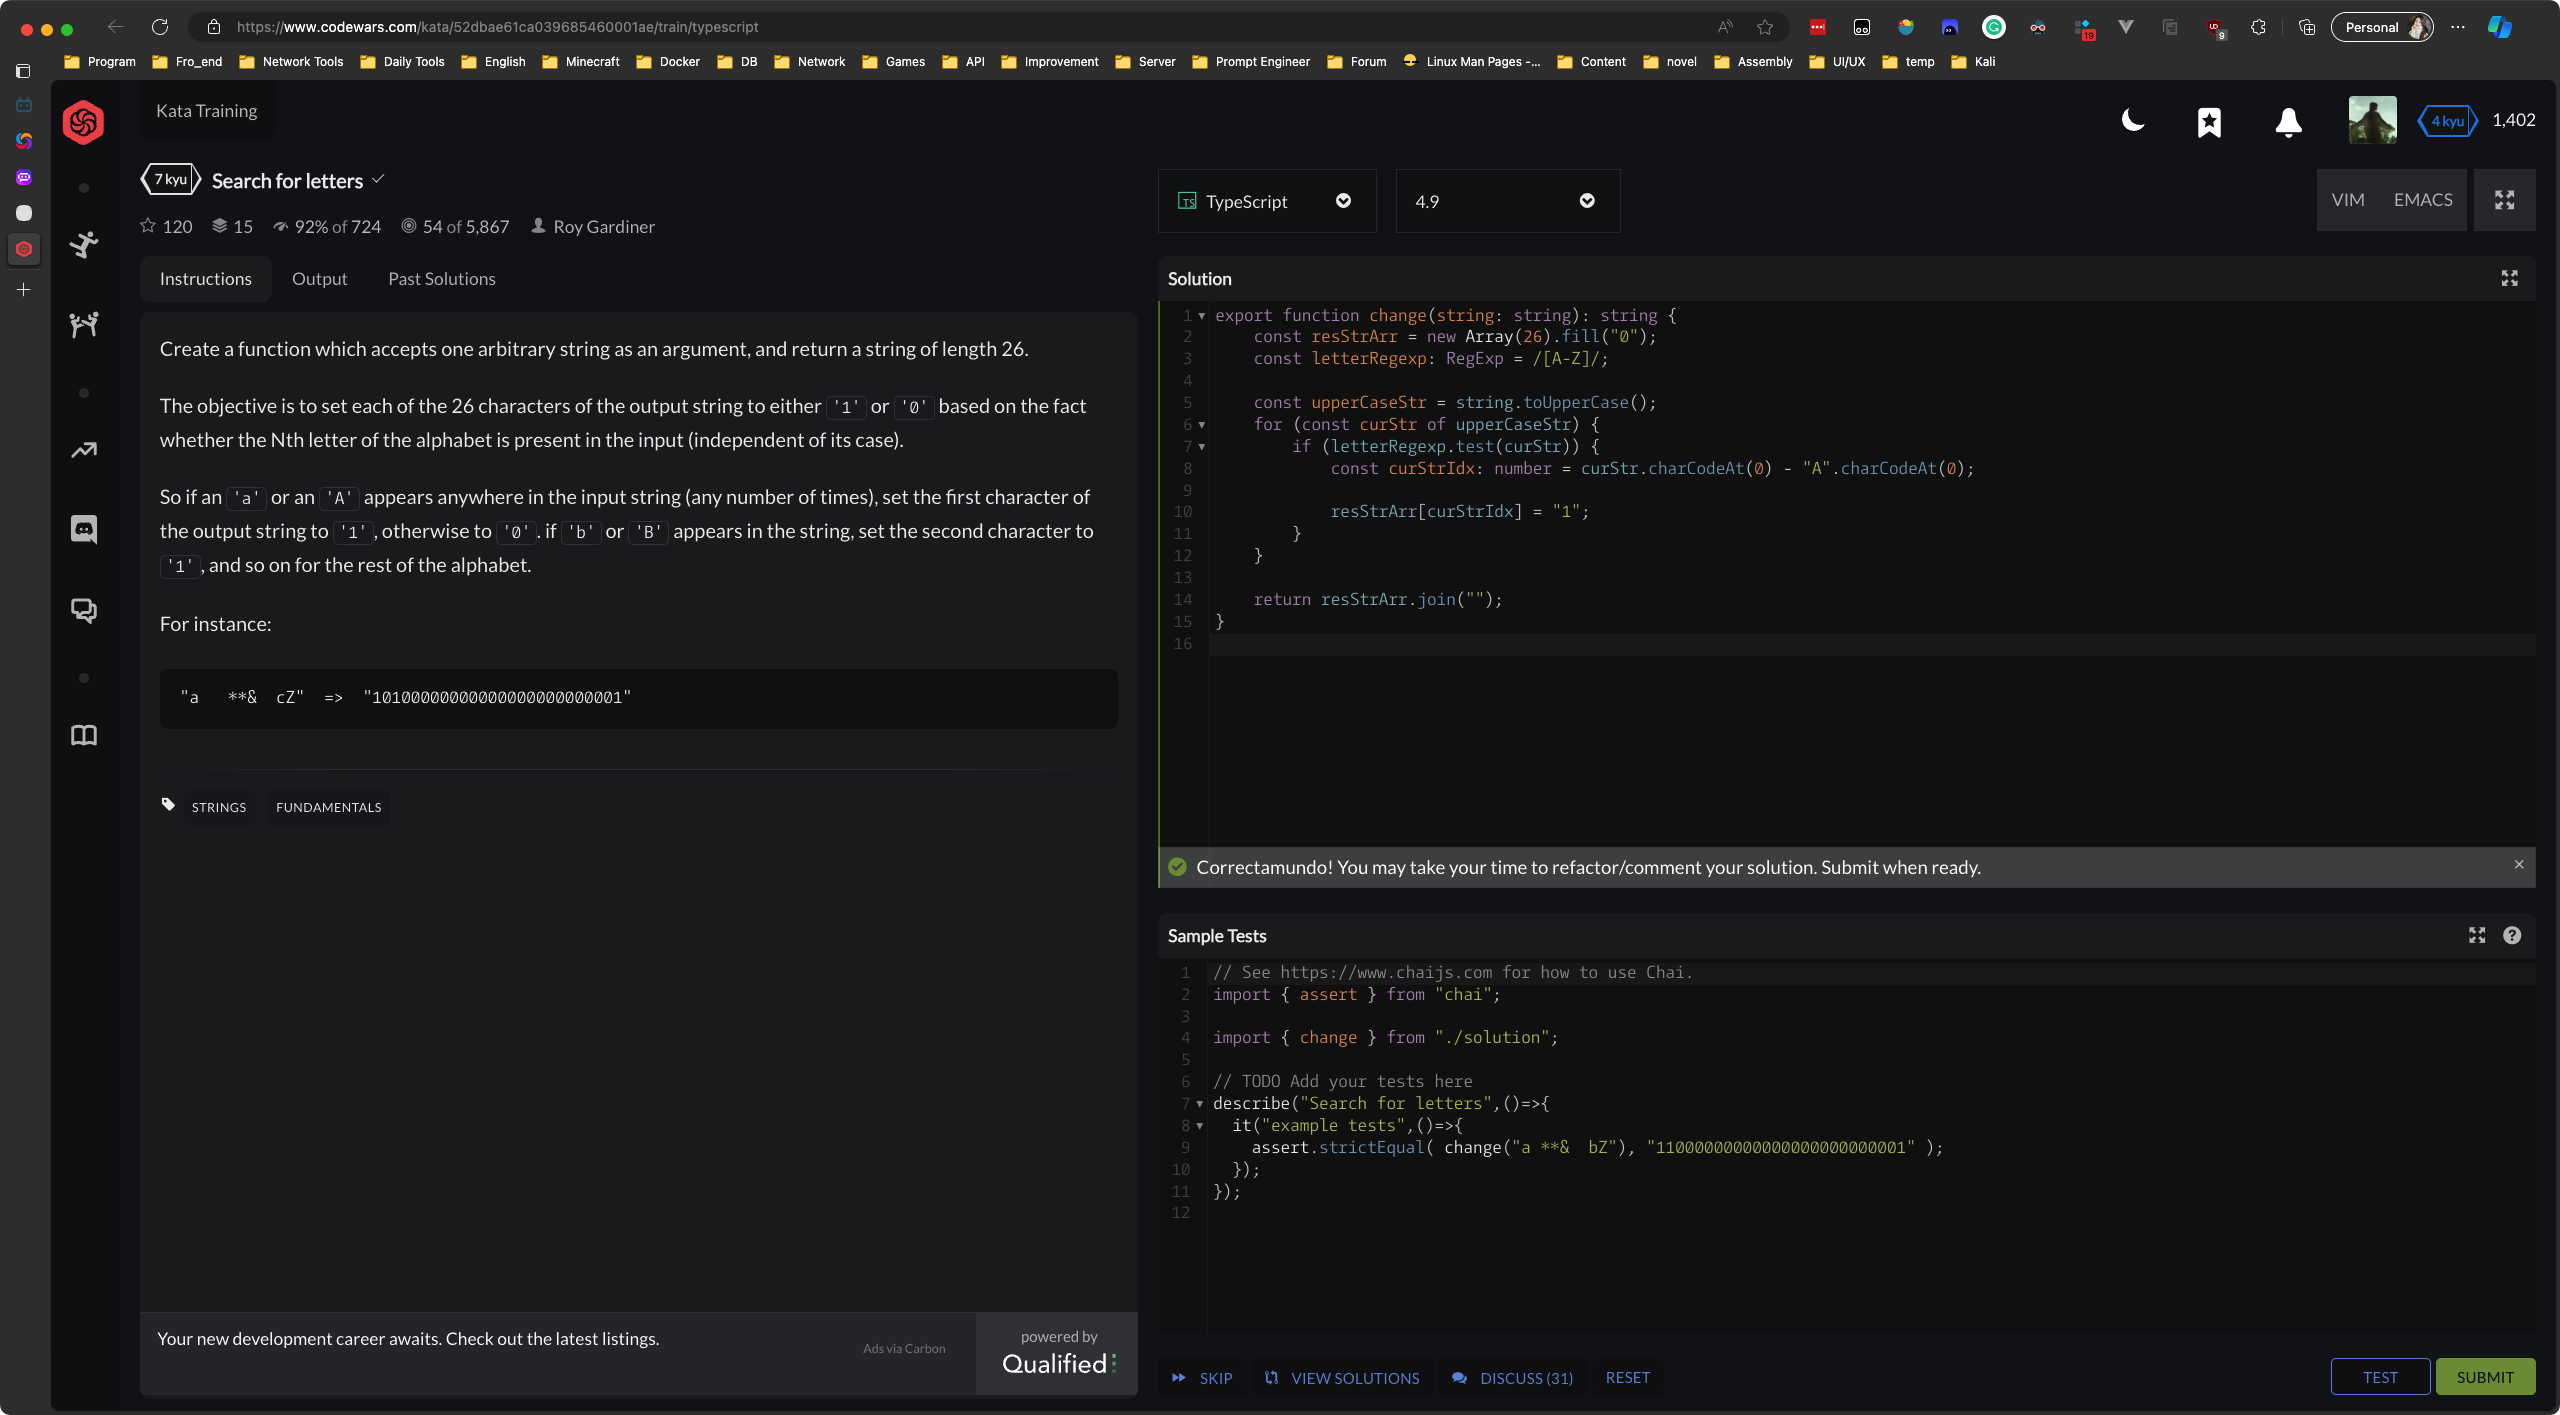 https://www.codewars.com/kata/52dbae61ca039685460001ae/train/typescript
19
9
Personal
Program Fro_end Network Tools Daily Tools English Minecraft Docker DB Network Games API Improvement Server Prompt Engineer Forum Linux Man Pages -... Content novel Assembly UI/UX temp Kali
Kata Training
4 kyu 1,402
7 kyu Search for letters
120 15 92% of 724 54 of 5,867 Roy Gardiner
Instructions Output Past Solutions
Create a function which accepts one arbitrary string as an argument, and return a string of length 26.
The objective is to set each of the 26 characters of the output string to either '1' or '0' based on the fact
whether the Nth letter of the alphabet is present in the input (independent of its case).
So if an 'a' or an 'A' appears anywhere in the input string (any number of times), set the first character of
the output string to '1', otherwise to '0'. if 'b' or 'B' appears in the string, set the second character to
'1', and so on for the rest of the alphabet.
For instance:
"a   **&  cZ"  =>  "10100000000000000000000001"
STRINGS FUNDAMENTALS
Your new development career awaits. Check out the latest listings.
Ads via Carbon
powered by
Qualified
TypeScript 4.9 VIM EMACS
Solution
1 export function change(string: string): string {
2     const resStrArr = new Array(26).fill("0");
3     const letterRegexp: RegExp = /[A-Z]/;
4
5     const upperCaseStr = string.toUpperCase();
6     for (const curStr of upperCaseStr) {
7         if (letterRegexp.test(curStr)) {
8             const curStrIdx: number = curStr.charCodeAt(0) - "A".charCodeAt(0);
9
10             resStrArr[curStrIdx] = "1";
11         }
12     }
13
14     return resStrArr.join("");
15 }
16
Correctamundo! You may take your time to refactor/comment your solution. Submit when ready.
Sample Tests
1 // See https://www.chaijs.com for how to use Chai.
2 import { assert } from "chai";
3
4 import { change } from "./solution";
5
6 // TODO Add your tests here
7 describe("Search for letters",()=>{
8   it("example tests",()=>{
9     assert.strictEqual( change("a **&  bZ"), "11000000000000000000000001" );
10   });
11 });
12
SKIP VIEW SOLUTIONS DISCUSS (31) RESET TEST SUBMIT